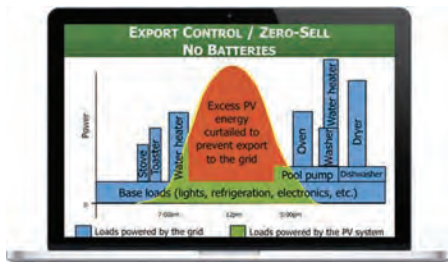 EXPORT CONTROL / ZERO-SELL
NO BATTERIES
Power
Stove
Toaster
Water heater
Excess PV
energy
curtailed to
prevent export
to the grid
Oven
Washer
Water heater
Dryer
Pool pump
Dishwasher
Base loads (lights, refrigeration, electronics, etc.)
0
7:00am
12pm
5:00pm
Loads powered by the grid
Loads powered by the PV system